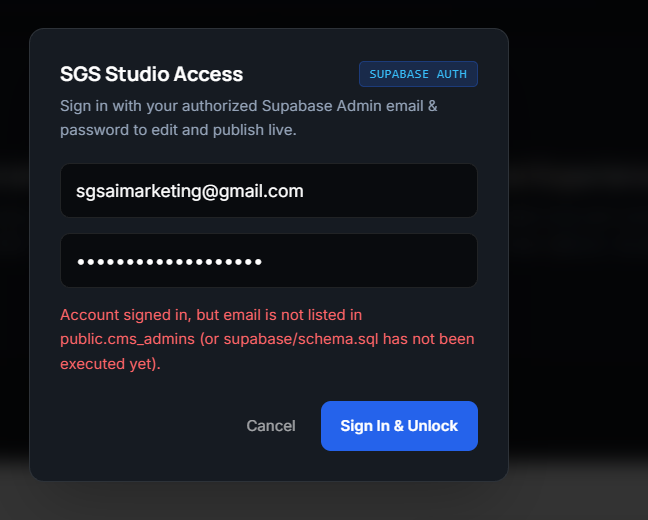 SGS Studio Access
SUPABASE AUTH
Sign in with your authorized Supabase Admin email &
password to edit and publish live.
sgsaimarketing@gmail.com
•••••••••••••••••••
Account signed in, but email is not listed in
public.cms_admins (or supabase/schema.sql has not been
executed yet).
Cancel
Sign In & Unlock